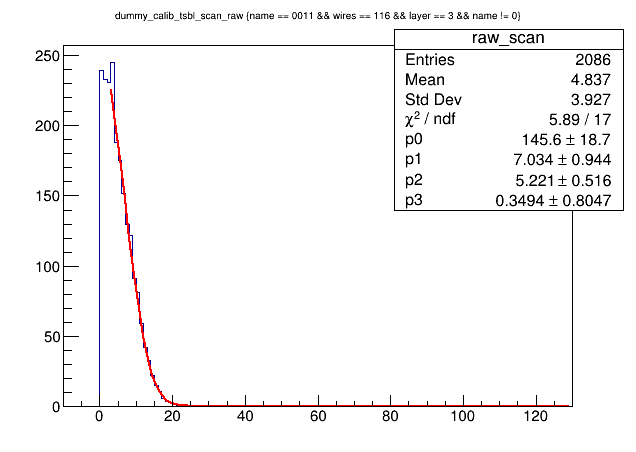 dummy_calib_tsbl_scan_raw {name == 0011 && wires == 116 && layer == 3 && name != 0}
raw_scan
Entries 2086
Mean 4.837
Std Dev 3.927
χ² / ndf 5.89 / 17
p0 145.6 ± 18.7
p1 7.034 ± 0.944
p2 5.221 ± 0.516
p3 0.3494 ± 0.8047
250
200
150
100
50
0
0 20 40 60 80 100 120